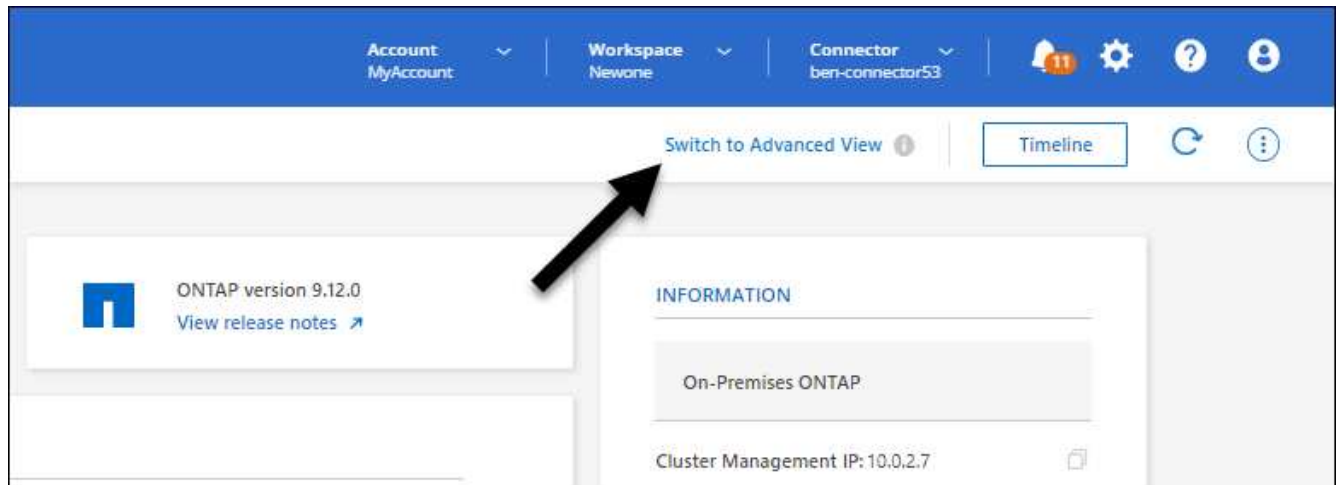 Account
MyAccount
Workspace
Newone
Connector
ben-connector53
11
Switch to Advanced View
Timeline
ONTAP version 9.12.0
View release notes
INFORMATION
On-Premises ONTAP
Cluster Management IP: 10.0.2.7